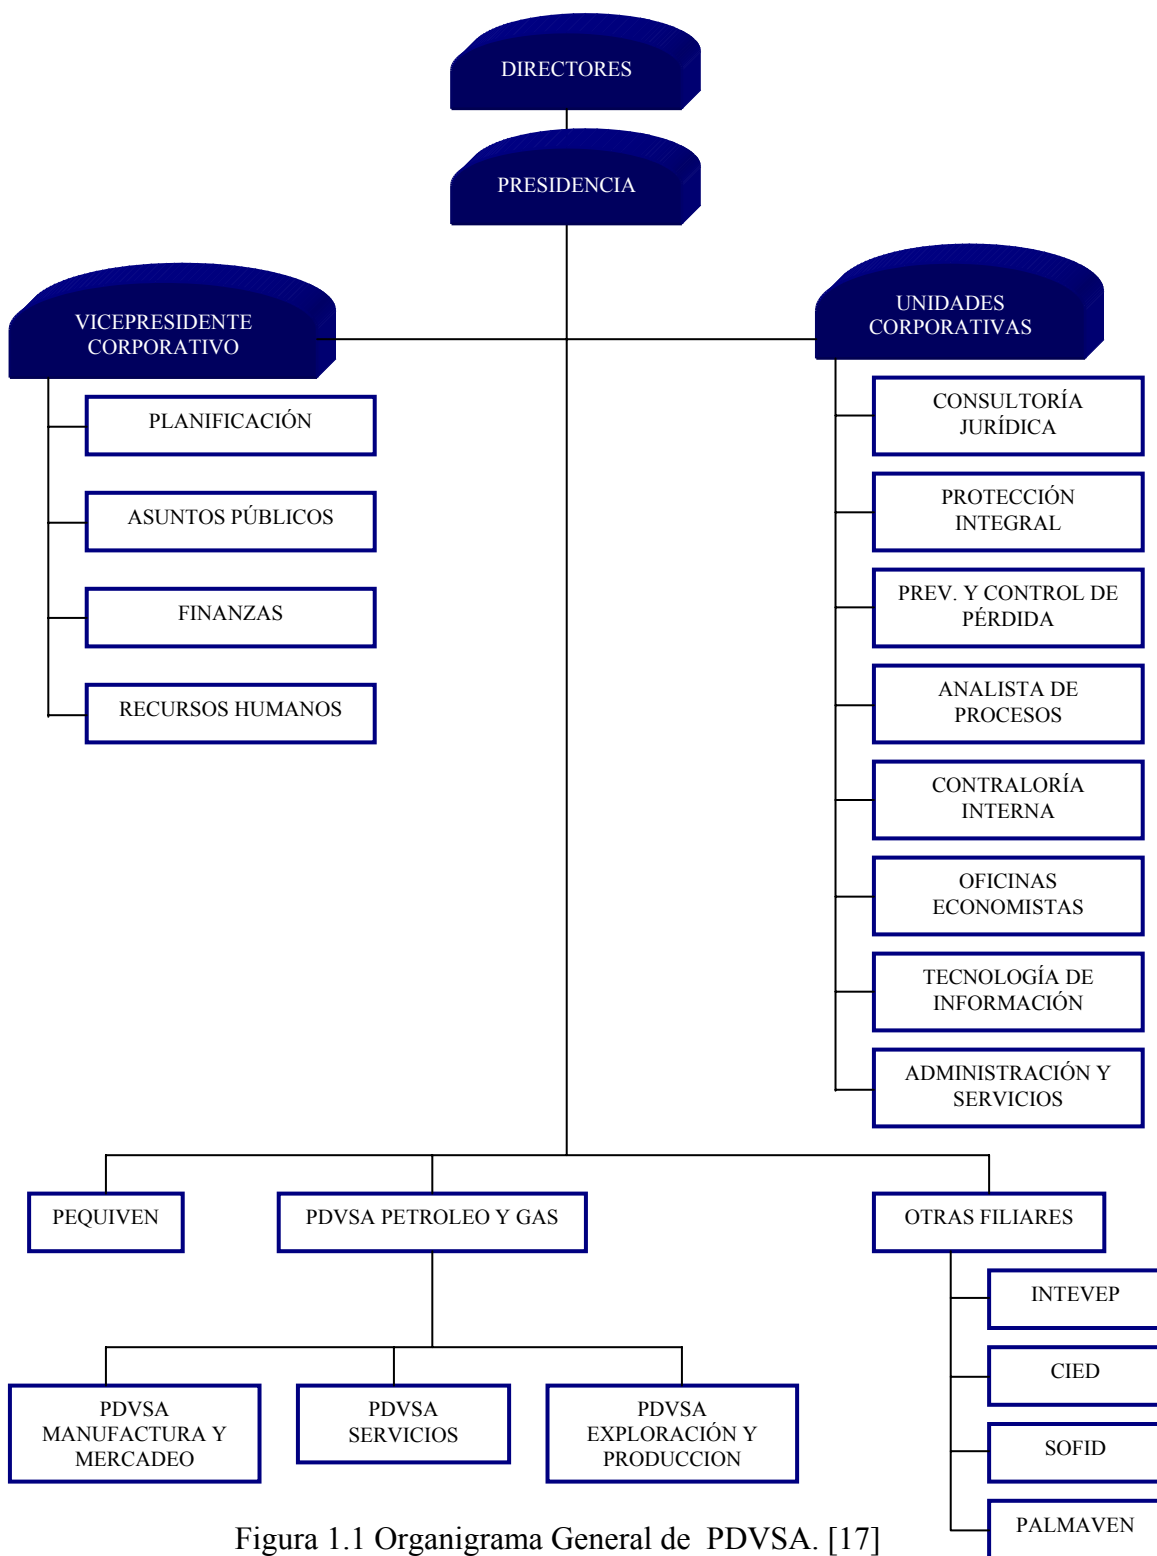 DIRECTORES
PRESIDENCIA
VICEPRESIDENTE
CORPORATIVO
PLANIFICACIÓN
ASUNTOS PÚBLICOS
FINANZAS
RECURSOS HUMANOS
UNIDADES
CORPORATIVAS
CONSULTORÍA
JURÍDICA
PROTECCIÓN
INTEGRAL
PREV. Y CONTROL DE
PÉRDIDA
ANALISTA DE
PROCESOS
CONTRALORÍA
INTERNA
OFICINAS
ECONOMISTAS
TECNOLOGÍA DE
INFORMACIÓN
ADMINISTRACIÓN Y
SERVICIOS
PEQUIVEN
PDVSA PETROLEO Y GAS
OTRAS FILIARES
PDVSA
MANUFACTURA Y
MERCADEO
PDVSA
SERVICIOS
PDVSA
EXPLORACIÓN Y
PRODUCCION
INTEVEP
CIED
SOFID
PALMAVEN
Figura 1.1 Organigrama General de PDVSA. [17]